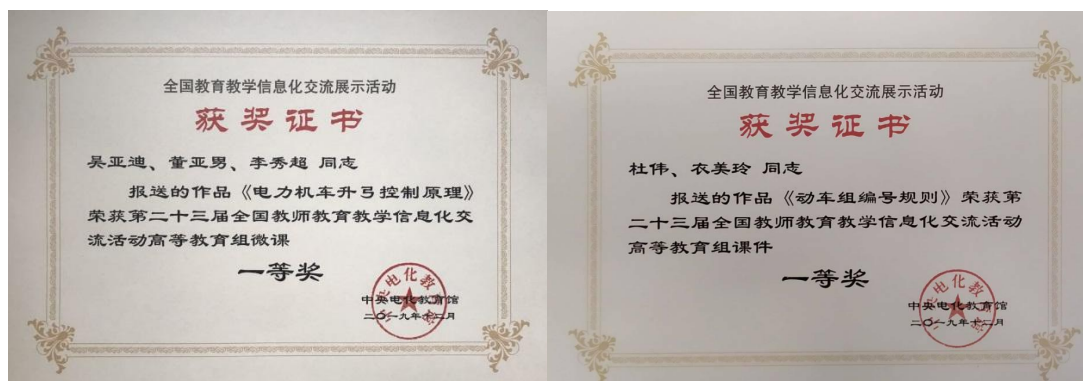 全国教育教学信息化交流展示活动
获奖证书
吴亚迪、董亚男、李秀超 同志
报送的作品《电力机车升弓控制原理》
荣获第二十三届全国教师教育教学信息化交
流活动高等教育组微课
一等奖
中央电化教育馆
二〇一九年十二月
全国教育教学信息化交流展示活动
获奖证书
杜伟、衣美玲 同志
报送的作品《动车组编号规则》荣获第
二十三届全国教师教育教学信息化交流活动
高等教育组课件
一等奖
中央电化教育馆
二〇一九年十二月